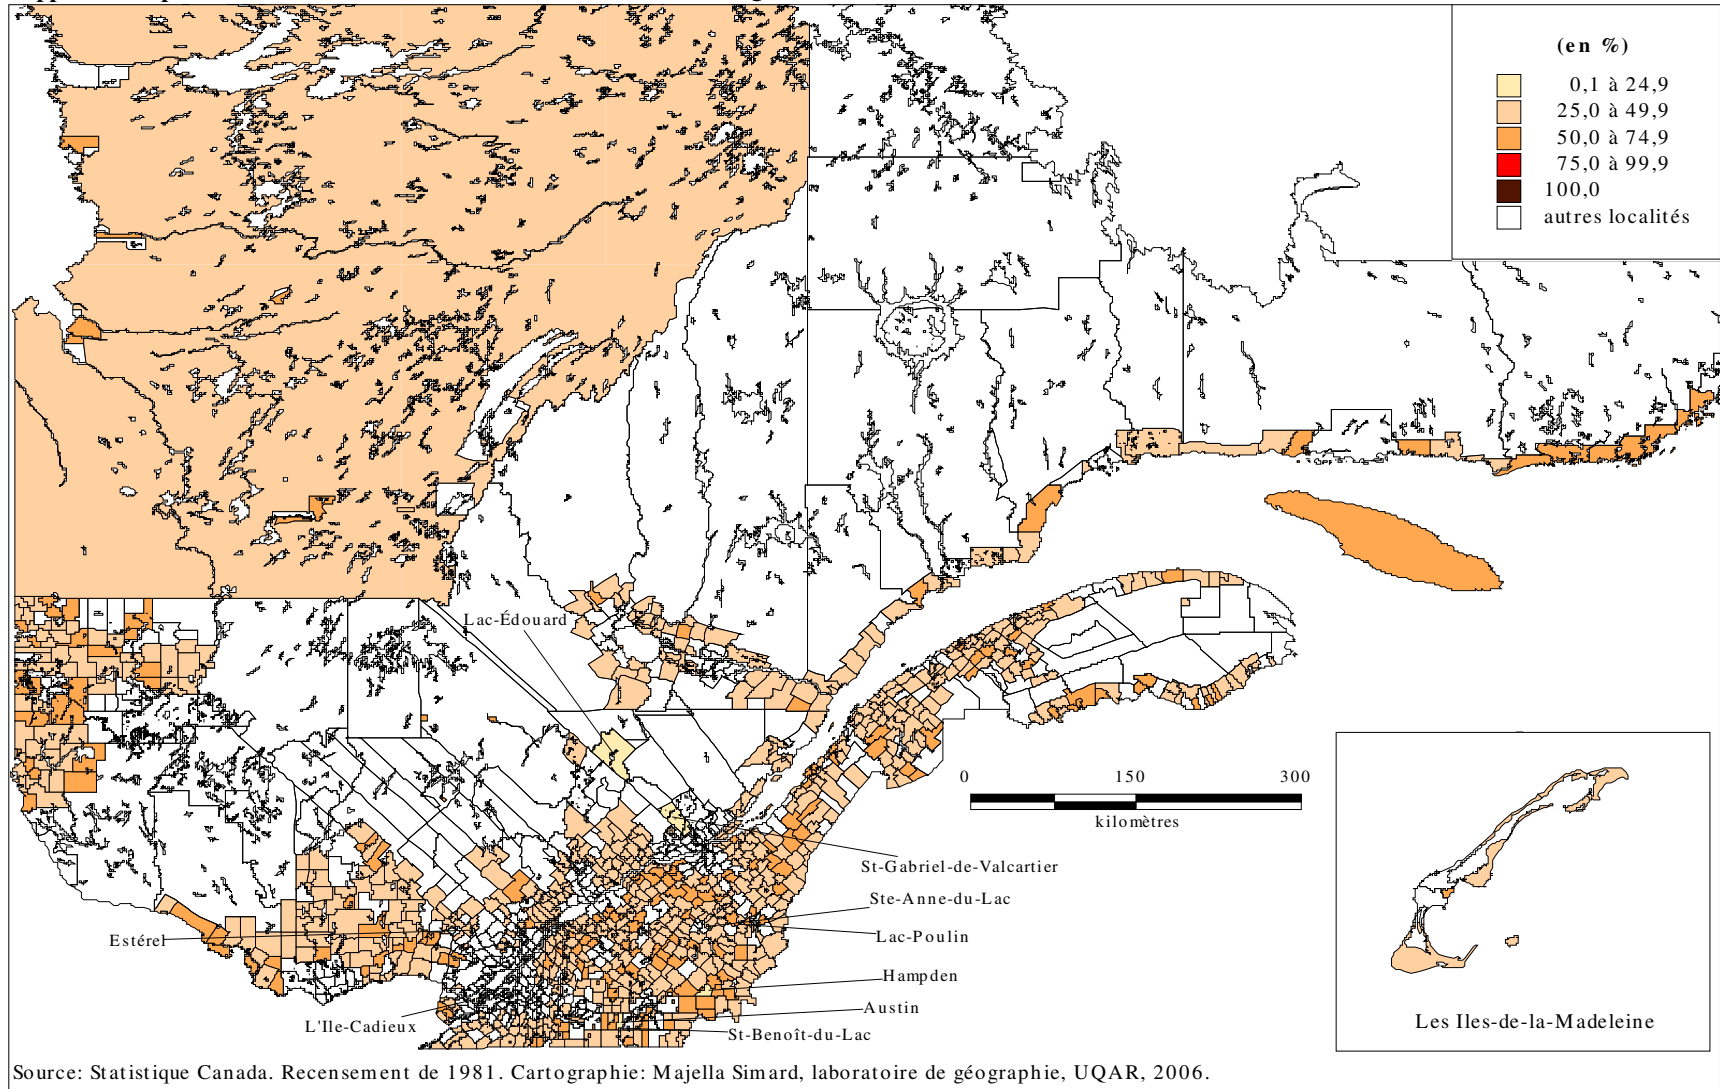 (en %)
0,1 à 24,9
25,0 à 49,9
50,0 à 74,9
75,0 à 99,9
100,0
autres localités
Lac-Édouard
0 150 300
kilomètres
St-Gabriel-de-Valcartier
Ste-Anne-du-Lac
Lac-Poulin
Estérel
Hampden
Austin
L'Ile-Cadieux
St-Benoît-du-Lac
Les Iles-de-la-Madeleine
Source: Statistique Canada. Recensement de 1981. Cartographie: Majella Simard, laboratoire de géographie, UQAR, 2006.